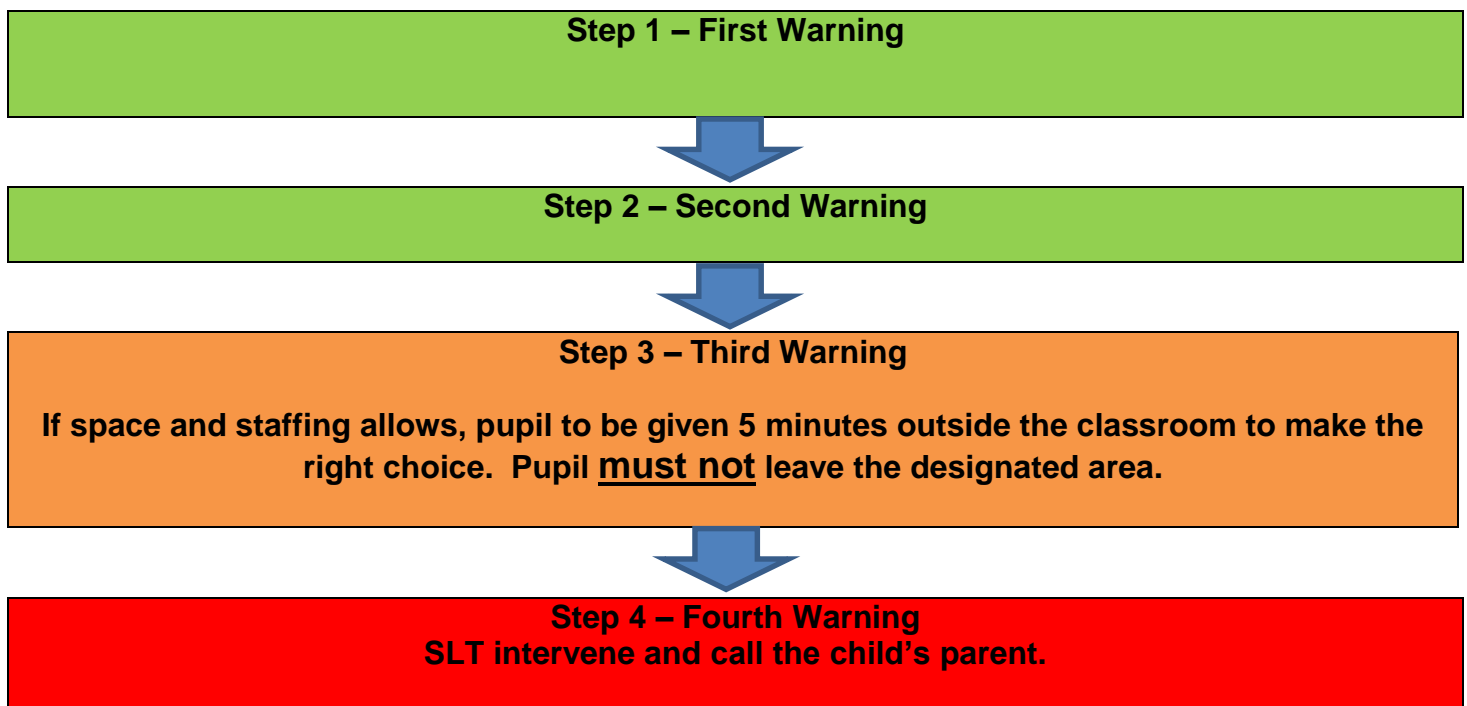 Step 1 – First Warning
Step 2 – Second Warning
Step 3 – Third Warning
If space and staffing allows, pupil to be given 5 minutes outside the classroom to make the
right choice.  Pupil must not leave the designated area.
Step 4 – Fourth Warning
SLT intervene and call the child’s parent.